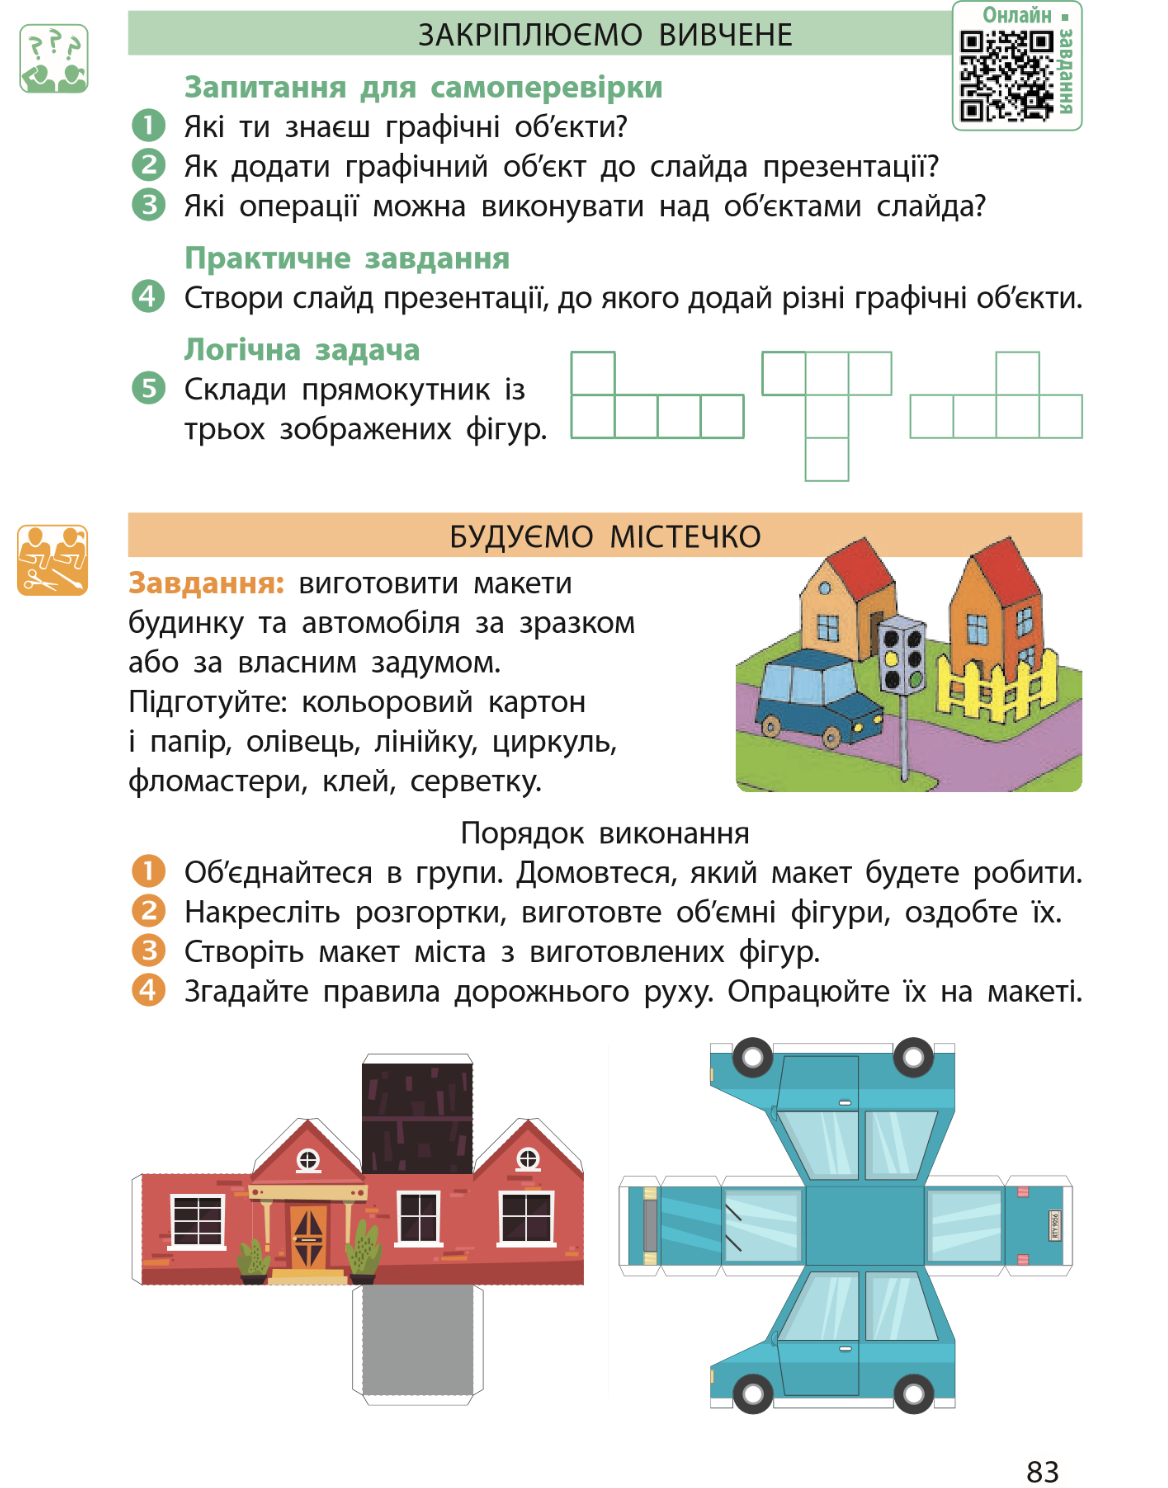 ЗАКРІПЛЮЄМО ВИВЧЕНЕ
Онлайн
завдання
? ? ?
Запитання для самоперевірки
1 Які ти знаєш графічні об’єкти?
2 Як додати графічний об’єкт до слайда презентації?
3 Які операції можна виконувати над об’єктами слайда?
Практичне завдання
4 Створи слайд презентації, до якого додай різні графічні об’єкти.
Логічна задача
5 Склади прямокутник із
трьох зображених фігур.
БУДУЄМО МІСТЕЧКО
Завдання: виготовити макети
будинку та автомобіля за зразком
або за власним задумом.
Підготуйте: кольоровий картон
і папір, олівець, лінійку, циркуль,
фломастери, клей, серветку.
Порядок виконання
1 Об’єднайтеся в групи. Домовтеся, який макет будете робити.
2 Накресліть розгортки, виготовте об’ємні фігури, оздобте їх.
3 Створіть макет міста з виготовлених фігур.
4 Згадайте правила дорожнього руху. Опрацюйте їх на макеті.
83